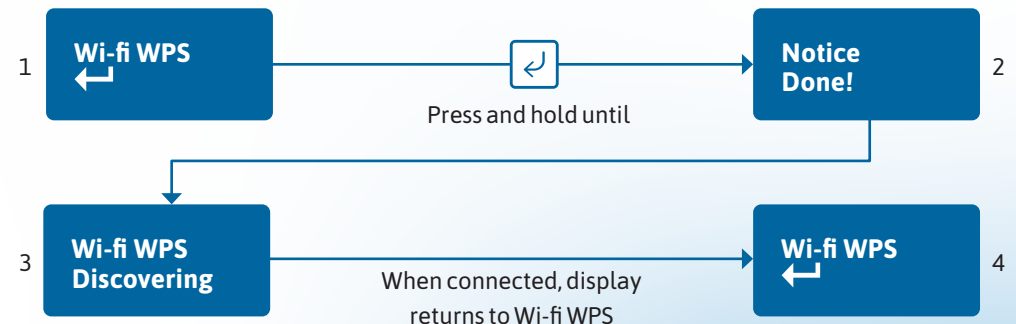 1
Wi-fi WPS
Press and hold until
Notice
Done!
2
3
Wi-fi WPS
Discovering
When connected, display
returns to Wi-fi WPS
Wi-fi WPS
4